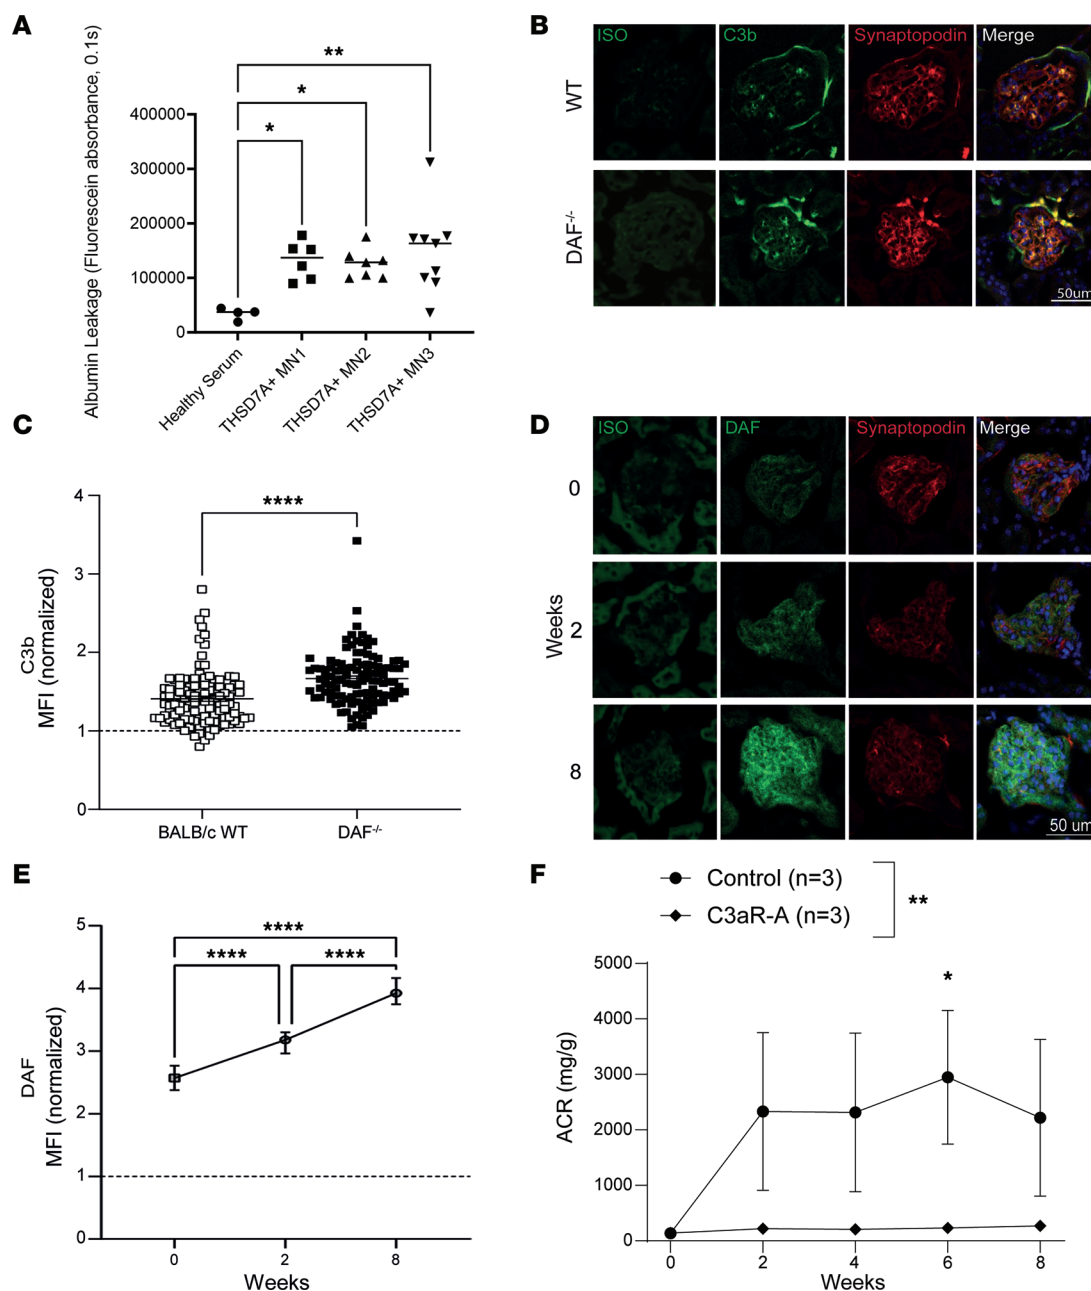 A
Albumin Leakage (Fluorescein absorbance, 0.1s)
**
*
*
400000
300000
200000
100000
0
Healthy Serum
THSD7A+ MN1
THSD7A+ MN2
THSD7A+ MN3
B
ISO
C3b
Synaptopodin
Merge
WT
DAF-/-
50um
C
C3b
MFI (normalized)
4
3
2
1
0
****
BALB/c WT
DAF-/-
D
ISO
DAF
Synaptopodin
Merge
Weeks
0
2
8
50 um
E
DAF
MFI (normalized)
5
4
3
2
1
0
****
****
****
0
2
8
Weeks
F
Control (n=3)
C3aR-A (n=3)
**
ACR (mg/g)
5000
4000
3000
2000
1000
0
*
0
2
4
6
8
Weeks